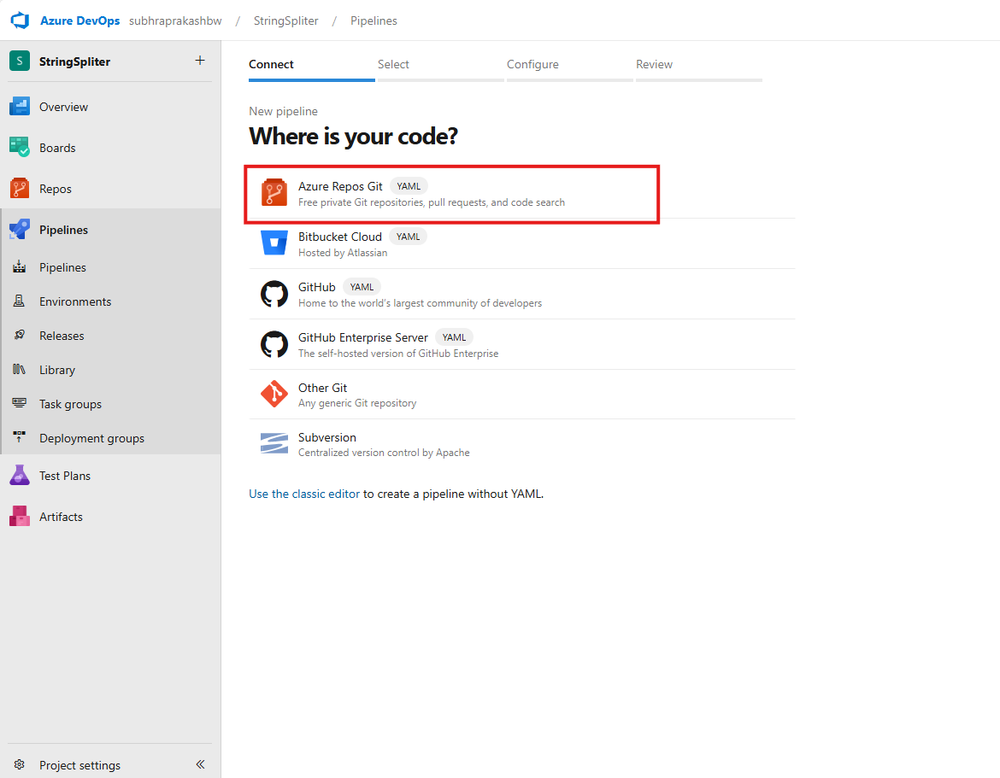 Azure DevOps subhraprakashbw / StringSpliter / Pipelines
S StringSpliter +
Overview
Boards
Repos
Pipelines
Pipelines
Environments
Releases
Library
Task groups
Deployment groups
Test Plans
Artifacts
Project settings
Connect Select Configure Review
New pipeline
Where is your code?
Azure Repos Git YAML
Free private Git repositories, pull requests, and code search
Bitbucket Cloud YAML
Hosted by Atlassian
GitHub YAML
Home to the world's largest community of developers
GitHub Enterprise Server YAML
The self-hosted version of GitHub Enterprise
Other Git
Any generic Git repository
Subversion
Centralized version control by Apache
Use the classic editor to create a pipeline without YAML.